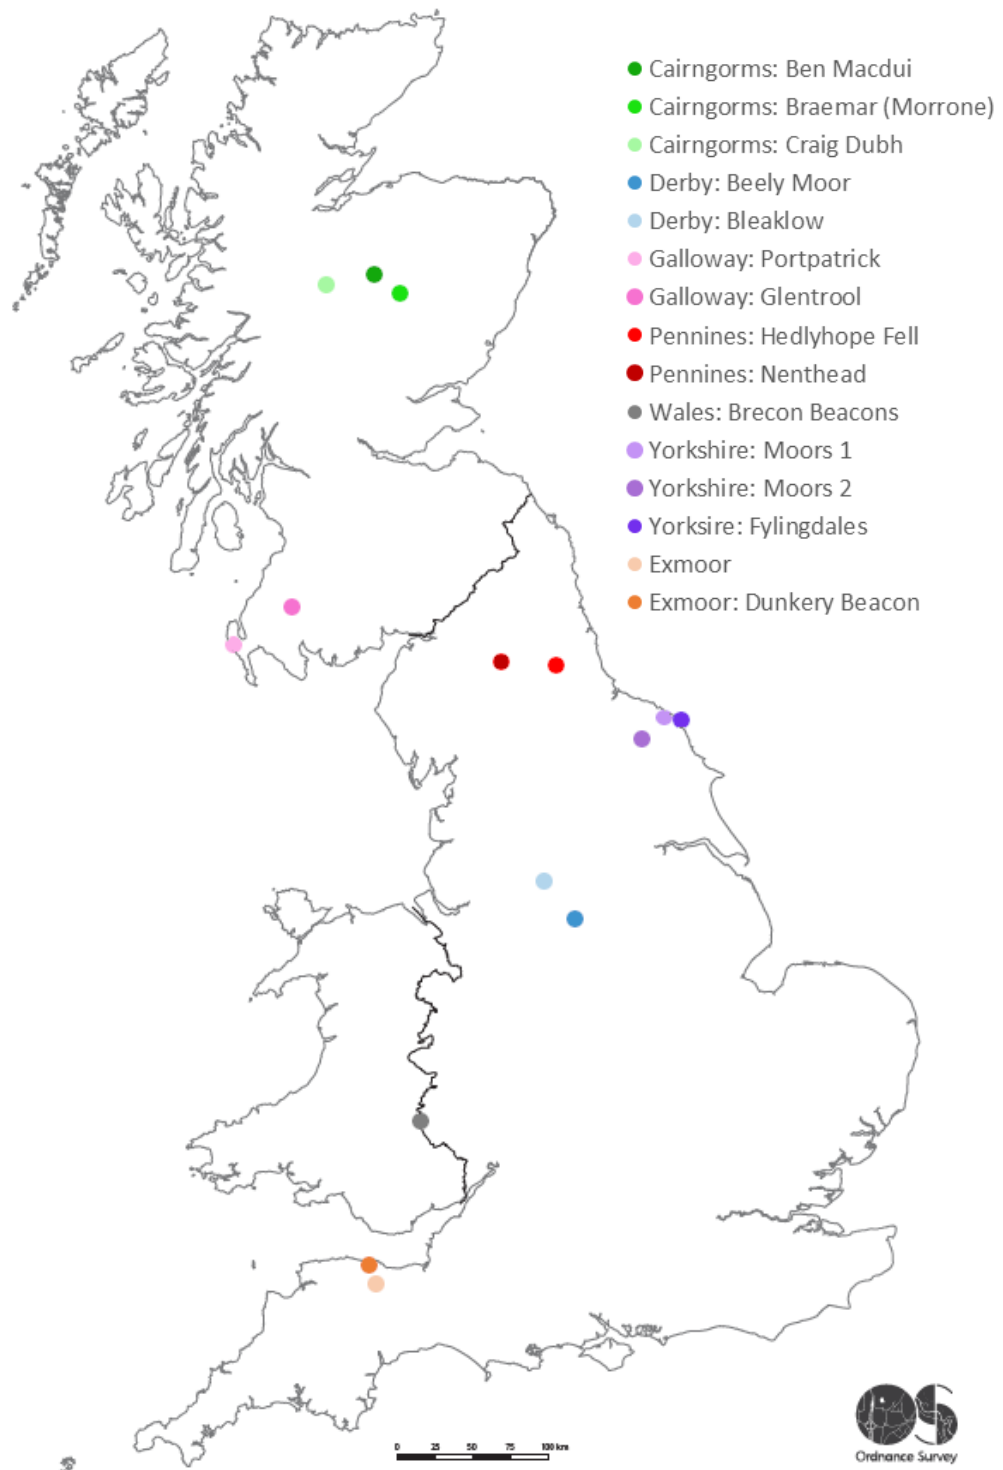 Cairngorms: Ben Macdui
Cairngorms: Braemar (Morrone)
Cairngorms: Craig Dubh
Derby: Beely Moor
Derby: Bleaklow
Galloway: Portpatrick
Galloway: Glentrool
Pennines: Hedlyhope Fell
Pennines: Nenthead
Wales: Brecon Beacons
Yorkshire: Moors 1
Yorkshire: Moors 2
Yorksire: Fylingdales
Exmoor
Exmoor: Dunkery Beacon
0 25 50 75 100 km
OS
Ordnance Survey